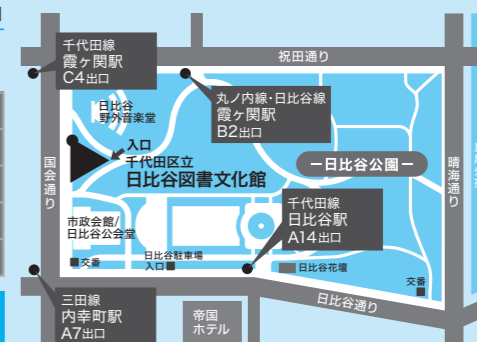 千代田線
霞ヶ関駅
C4出口
祝田通り
丸ノ内線・日比谷線
霞ヶ関駅
B2出口
日比谷
野外音楽堂
入口
千代田区立
日比谷図書文化館
日比谷公園
国会通り
晴海通り
千代田線
日比谷駅
A14出口
市政会館/
日比谷公会堂
交番
日比谷駐車場
入口
日比谷花壇
交番
日比谷通り
三田線
内幸町駅
A7出口
帝国
ホテル